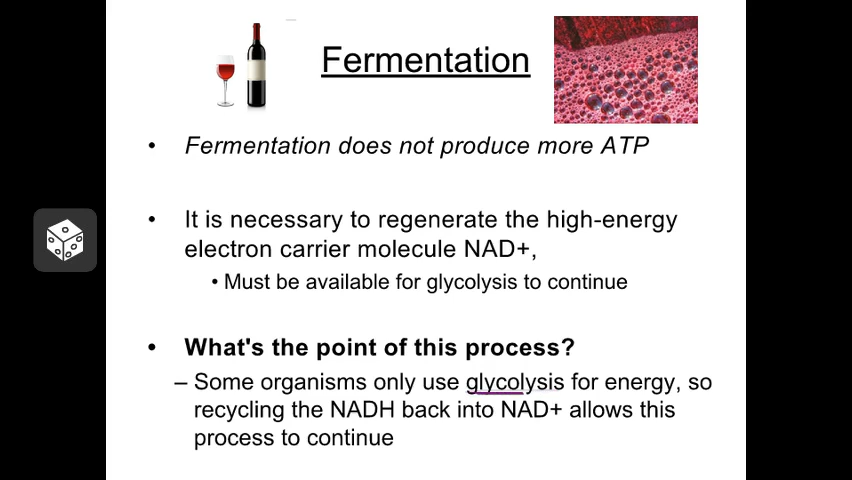 Fermentation
• Fermentation does not produce more ATP
• It is necessary to regenerate the high-energy
electron carrier molecule NAD+,
• Must be available for glycolysis to continue
• What's the point of this process?
– Some organisms only use glycolysis for energy, so
recycling the NADH back into NAD+ allows this
process to continue